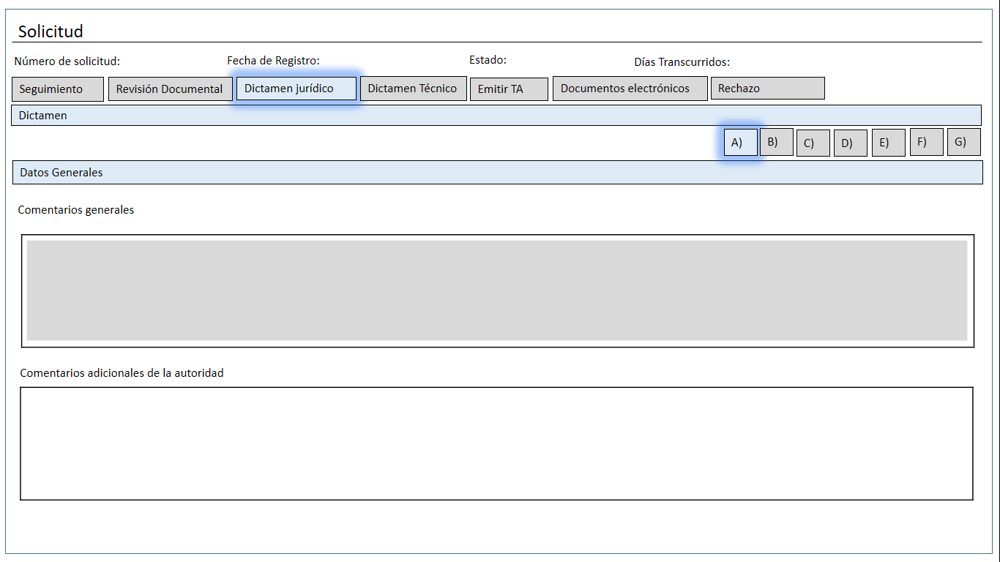 Solicitud
Número de solicitud: Fecha de Registro: Estado: Días Transcurridos:
Seguimiento Revisión Documental Dictamen jurídico Dictamen Técnico Emitir TA Documentos electrónicos Rechazo
Dictamen
A) B) C) D) E) F) G)
Datos Generales
Comentarios generales
Comentarios adicionales de la autoridad